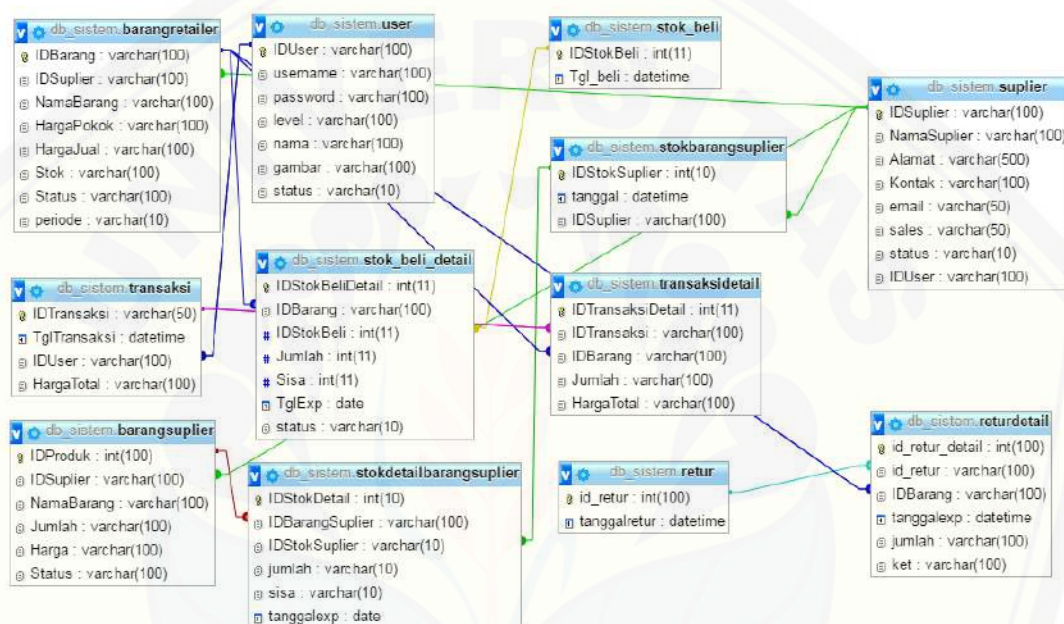 db_sistem.barangretailer
IDBarang : varchar(100)
IDSuplier : varchar(100)
NamaBarang : varchar(100)
HargaPokok : varchar(100)
HargaJual : varchar(100)
Stok : varchar(100)
Status : varchar(100)
periode : varchar(10)
db_sistem.user
IDUser : varchar(100)
username : varchar(100)
password : varchar(100)
level : varchar(100)
nama : varchar(100)
gambar : varchar(100)
status : varchar(10)
db_sistem.stok_beli
IDStokBeli : int(11)
Tgl_beli : datetime
db_sistem.suplier
IDSuplier : varchar(100)
NamaSuplier : varchar(100)
Alamat : varchar(500)
Kontak : varchar(100)
email : varchar(50)
sales : varchar(50)
status : varchar(10)
IDUser : varchar(100)
db_sistem.stokbarangsuplier
IDStokSuplier : int(10)
tanggal : datetime
IDSuplier : varchar(100)
db_sistem.transaksi
IDTransaksi : varchar(50)
TglTransaksi : datetime
IDUser : varchar(100)
HargaTotal : varchar(100)
db_sistem.stok_beli_detail
IDStokBeliDetail : int(11)
IDBarang : varchar(100)
# IDStokBeli : int(11)
# Jumlah : int(11)
# Sisa : int(11)
TglExp : date
status : varchar(10)
db_sistem.transaksidetail
IDTransaksiDetail : int(11)
IDTransaksi : varchar(100)
IDBarang : varchar(100)
Jumlah : varchar(100)
HargaTotal : varchar(100)
db_sistem.barangsuplier
IDProduk : int(100)
IDSuplier : varchar(100)
NamaBarang : varchar(100)
Jumlah : varchar(100)
Harga : varchar(100)
Status : varchar(100)
db_sistem.stokdetailbarangsuplier
IDStokDetail : int(10)
IDBarangSuplier : varchar(100)
IDStokSuplier : varchar(10)
jumlah : varchar(10)
sisa : varchar(10)
tanggalexp : date
db_sistem.retur
id_retur : int(100)
tanggalretur : datetime
db_sistem.returdetail
id_retur_detail : int(100)
id_retur : varchar(100)
IDBarang : varchar(100)
tanggalexp : datetime
jumlah : varchar(100)
ket : varchar(100)